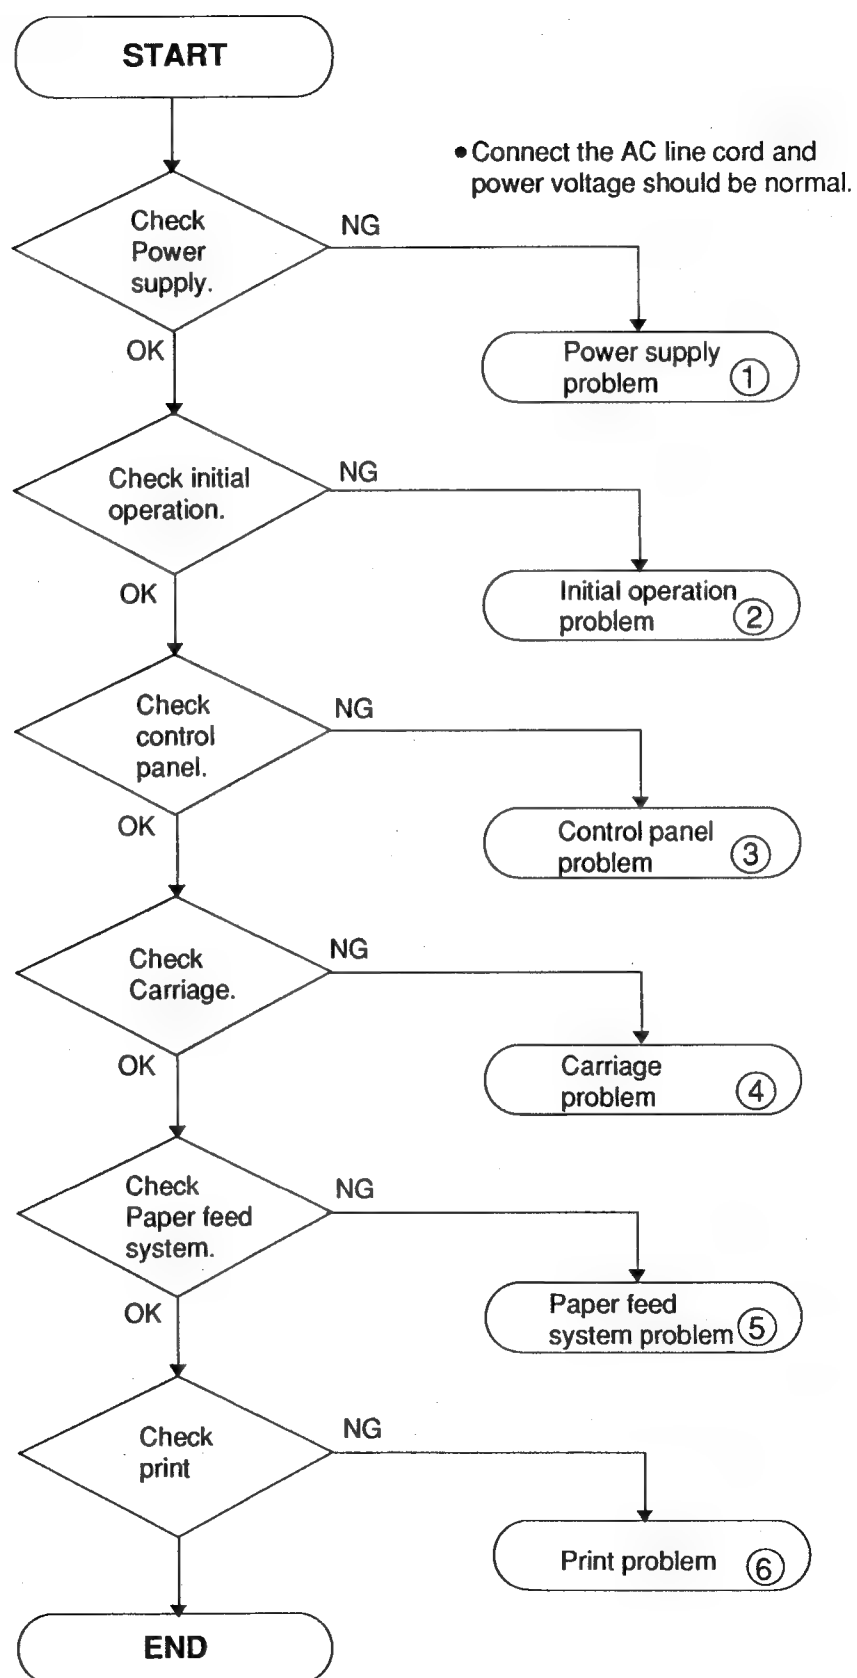 START
• Connect the AC line cord and
power voltage should be normal.
Check
Power
supply.
NG
OK
Power supply
problem ①
Check initial
operation.
NG
OK
Initial operation
problem ②
Check
control
panel.
NG
OK
Control panel
problem ③
Check
Carriage.
NG
OK
Carriage
problem ④
Check
Paper feed
system.
NG
OK
Paper feed
system problem ⑤
Check
print
NG
Print problem ⑥
END